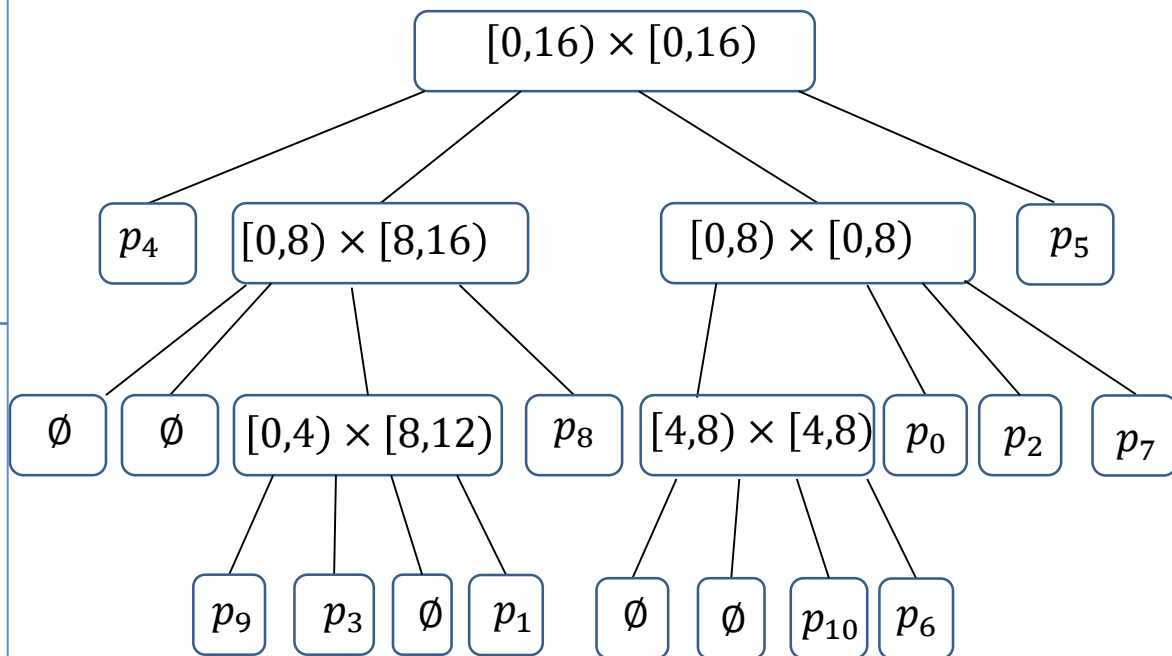 [0,16) × [0,16)
p₄ [0,8) × [8,16) [0,8) × [0,8) p₅
∅ ∅ [0,4) × [8,12) p₈ [4,8) × [4,8) p₀ p₂ p₇
p₉ p₃ ∅ p₁ ∅ ∅ p₁₀ p₆